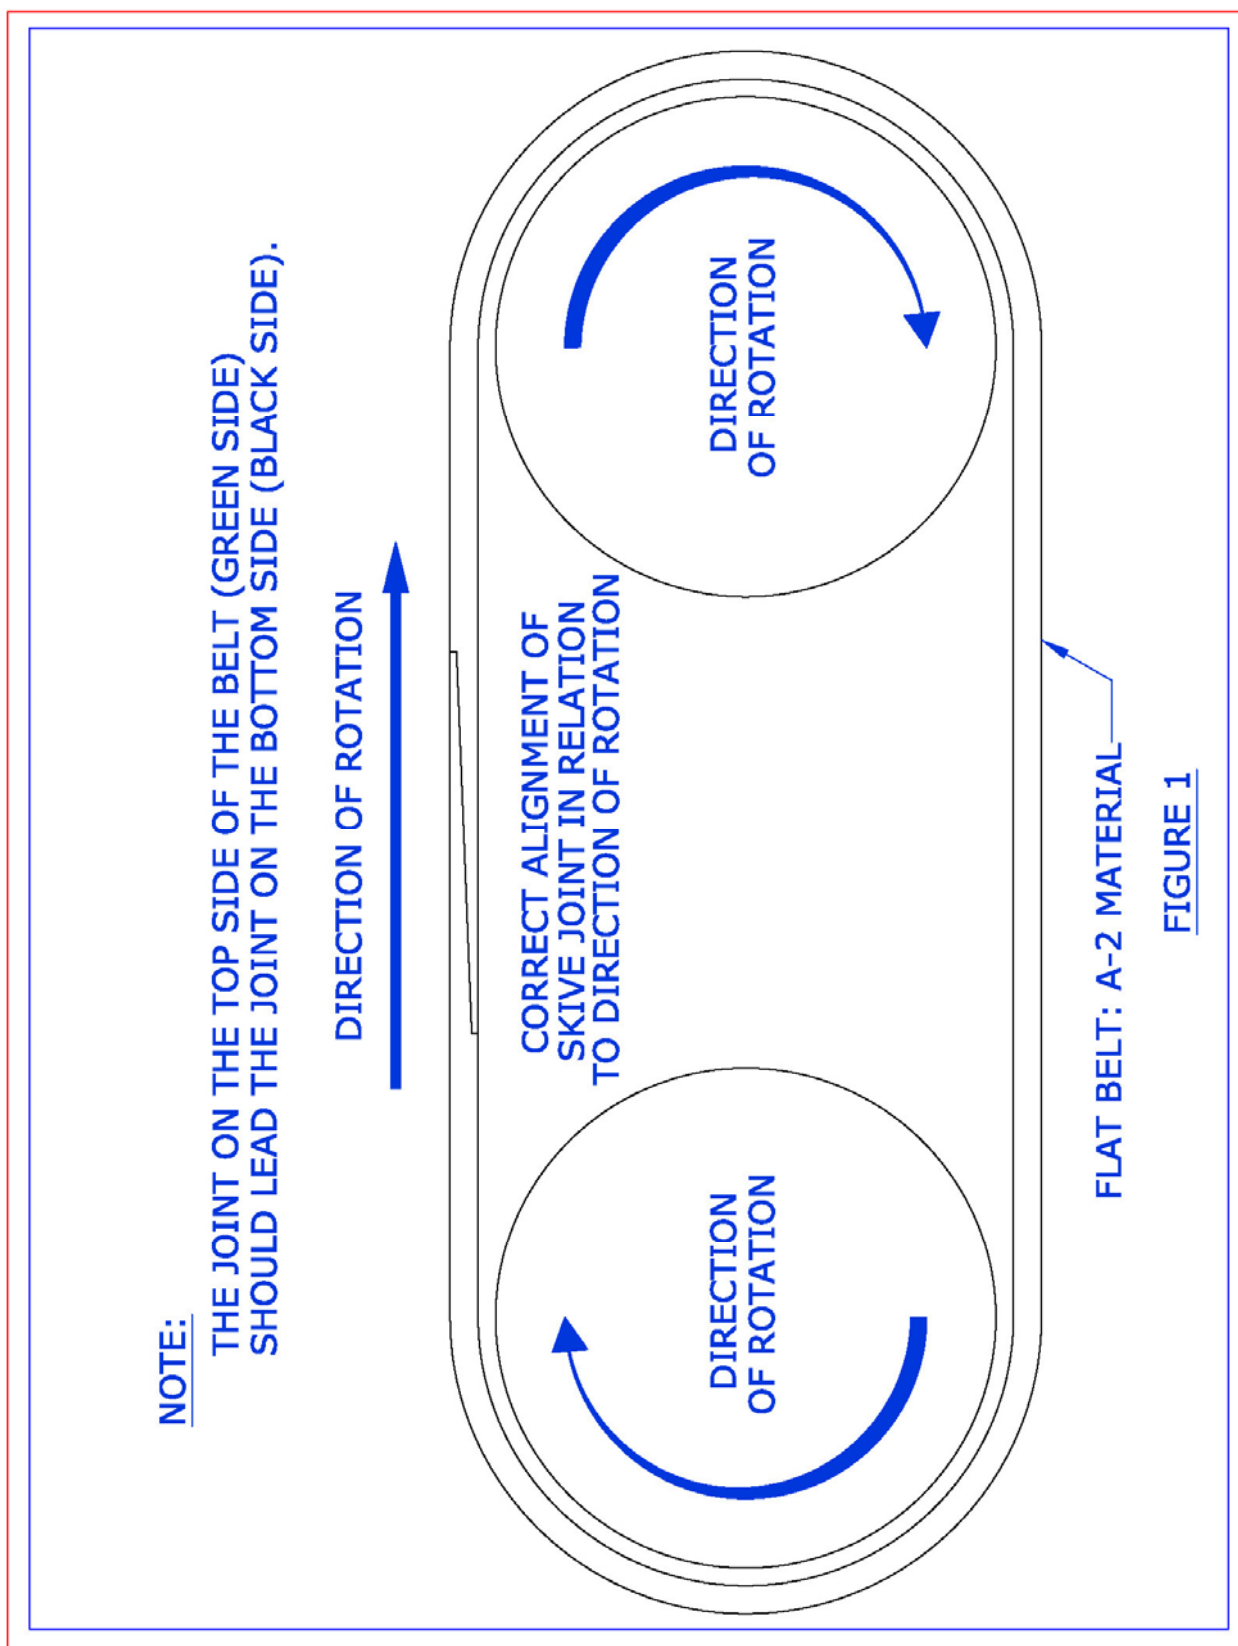 NOTE:
THE JOINT ON THE TOP SIDE OF THE BELT (GREEN SIDE)
SHOULD LEAD THE JOINT ON THE BOTTOM SIDE (BLACK SIDE).
DIRECTION OF ROTATION
CORRECT ALIGNMENT OF
SKIVE JOINT IN RELATION
TO DIRECTION OF ROTATION
DIRECTION
OF ROTATION
DIRECTION
OF ROTATION
FLAT BELT: A-2 MATERIAL
FIGURE 1